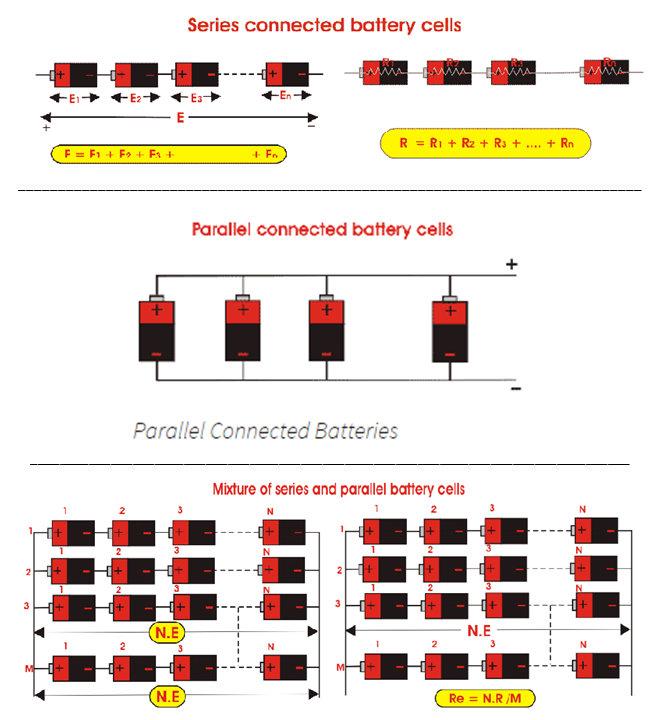 Series connected battery cells
R1 R2 R3 Rn
E1 E2 E3 En
E
+ −
E = E1 + E2 + E3 + + En
R = R1 + R2 + R3 + .... + Rn
Parallel connected battery cells
+
+ + + +
− − − −
−
Parallel Connected Batteries
Mixture of series and parallel battery cells
1 2 3 N
1
1 2 3 N
2
1 2 3 N
3
N.E
1 2 3 N
M
N.E
1 2 3 N
1
1 2 3 N
2
1 2 3 N
3
N.E
1 2 3 N
M
Re = N.R /M